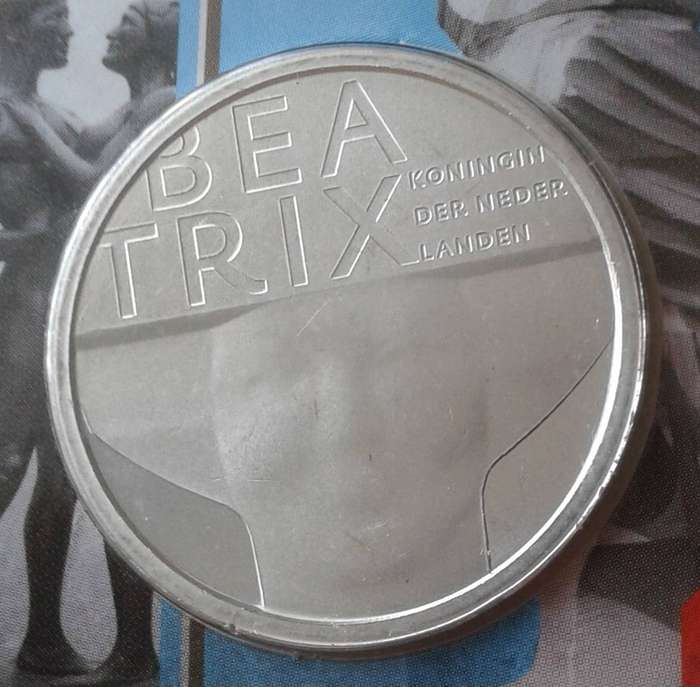 BEA
TRIX
KONINGIN
DER NEDER
LANDEN